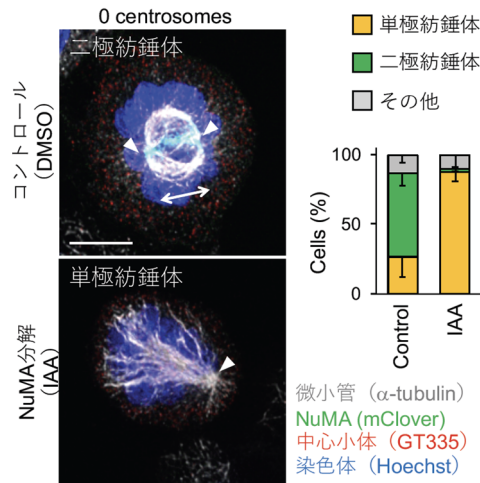 0 centrosomes
二極紡錘体
コントロール
(DMSO)
単極紡錘体
NuMA分解
(IAA)
単極紡錘体
二極紡錘体
その他
Cells (%)
100
50
0
Control
IAA
微小管（α-tubulin）
NuMA (mClover)
中心小体（GT335）
染色体（Hoechst）